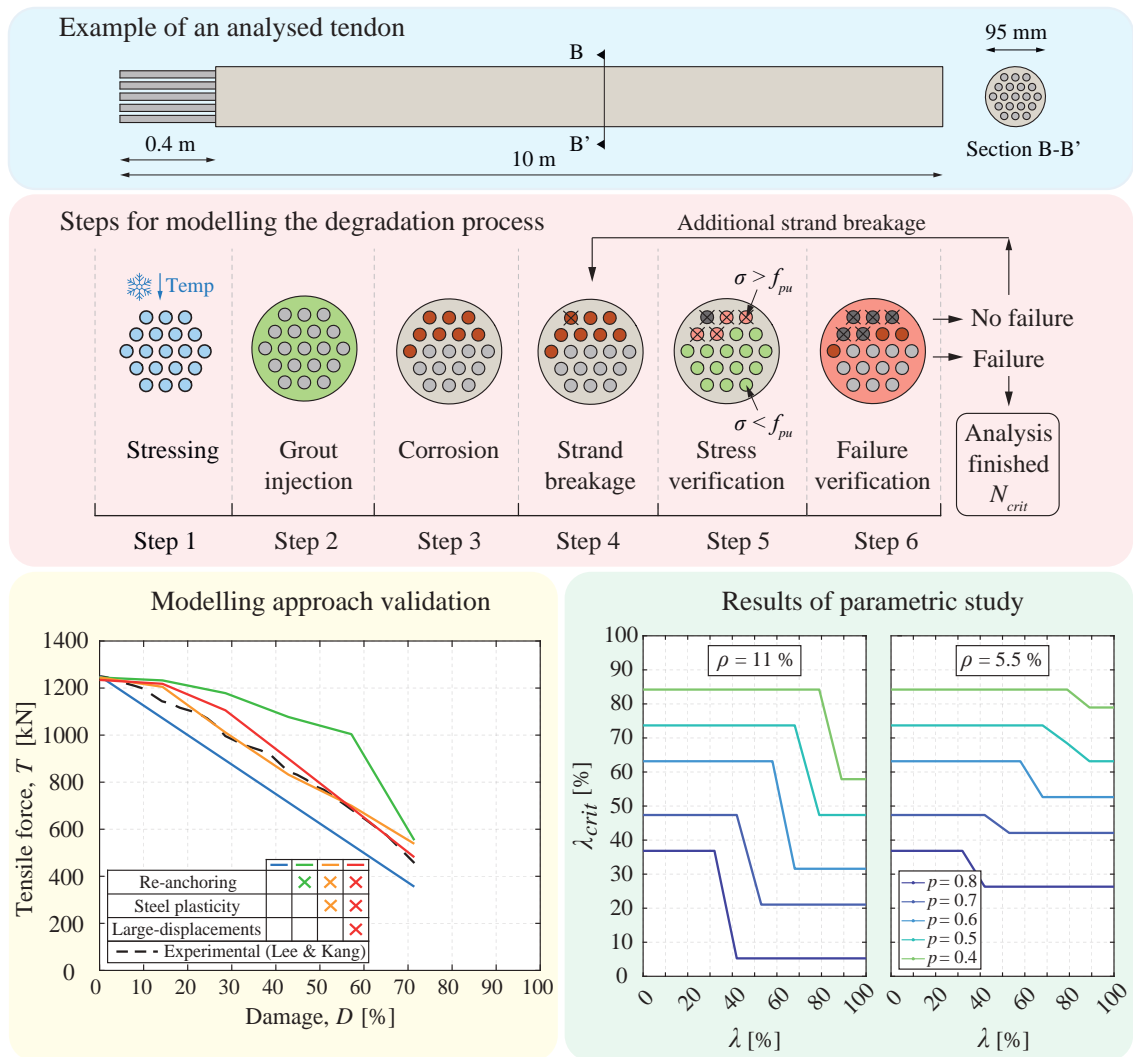 Example of an analysed tendon
B
95 mm
0.4 m
B’
10 m
Section B-B’
Steps for modelling the degradation process
Additional strand breakage
Temp
σ > fpu
No failure
Failure
σ < fpu
Stressing
Grout
injection
Corrosion
Strand
breakage
Stress
verification
Failure
verification
Analysis
finished
Ncrit
Step 1
Step 2
Step 3
Step 4
Step 5
Step 6
Modelling approach validation
1400
1200
1000
800
600
400
200
0
Tensile force, T [kN]
Re-anchoring
Steel plasticity
Large-displacements
Experimental (Lee & Kang)
0 10 20 30 40 50 60 70 80 90 100
Damage, D [%]
Results of parametric study
100
90
80
70
60
50
40
30
20
10
0
λcrit [%]
ρ = 11 %
ρ = 5.5 %
p = 0.8
p = 0.7
p = 0.6
p = 0.5
p = 0.4
0 20 40 60 80 100
0 20 40 60 80 100
λ [%]
λ [%]